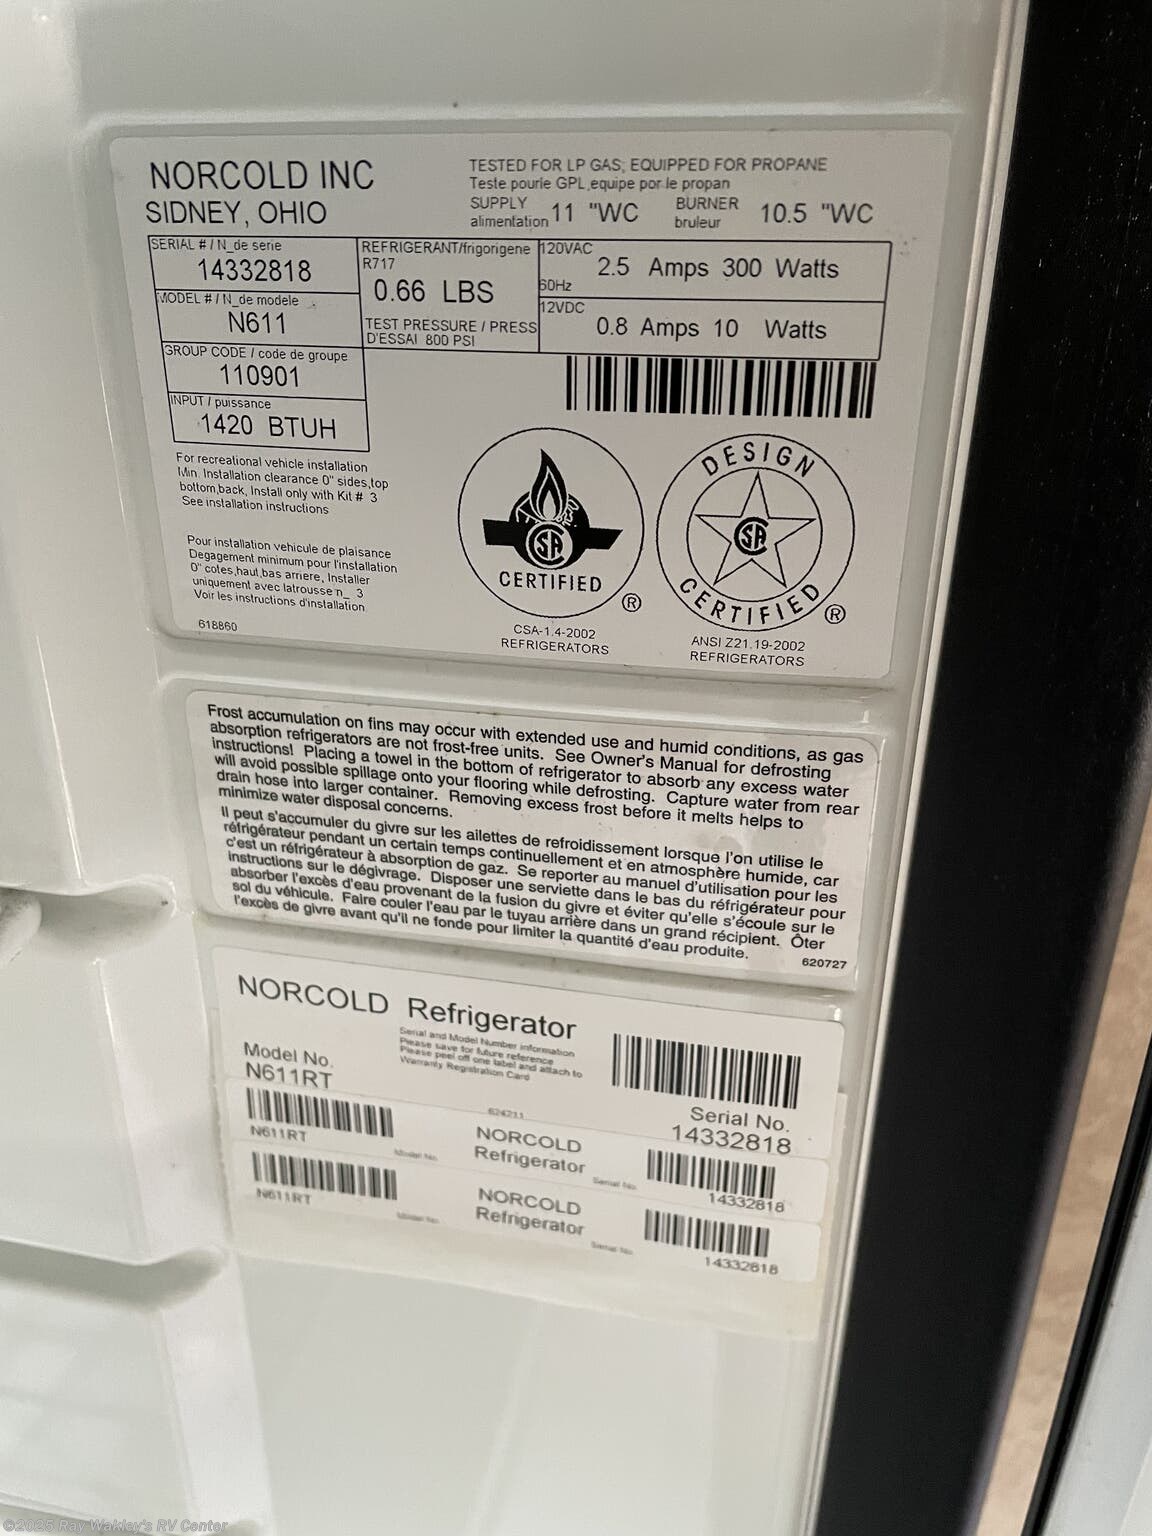 NORCOLD INC
SIDNEY, OHIO
TESTED FOR LP GAS; EQUIPPED FOR PROPANE
Teste pourle GPL,equipe por le propan
SUPPLY 11 "WC BURNER 10.5 "WC
alimentation bruleur
SERIAL # / N_de serie
14332818
MODEL # / N_de modele
N611
GROUP CODE / code de groupe
110901
INPUT / puissance
1420 BTUH
REFRIGERANT/frigorigene
R717
0.66 LBS
TEST PRESSURE / PRESS
D'ESSAI 800 PSI
120VAC
2.5 Amps 300 Watts
60Hz
12VDC
0.8 Amps 10 Watts
For recreational vehicle installation
Min. Installation clearance 0" sides,top
bottom,back, Install only with Kit # 3
See installation instructions
Pour installation vehicule de plaisance
Degagement minimum pour l'installation
0" cotes,haut,bas arriere, Installer
uniquement avec latrousse n_ 3
Voir les instructions d'installation
618860
CSA
CERTIFIED
®
CSA-1.4-2002
REFRIGERATORS
DESIGN
CSA
CERTIFIED
®
ANSI Z21.19-2002
REFRIGERATORS
Frost accumulation on fins may occur with extended use and humid conditions, as gas
absorption refrigerators are not frost-free units. See Owner's Manual for defrosting
instructions! Placing a towel in the bottom of refrigerator to absorb any excess water
will avoid possible spillage onto your flooring while defrosting. Capture water from rear
drain hose into larger container. Removing excess frost before it melts helps to
minimize water disposal concerns.
Il peut s'accumuler du givre sur les ailettes de refroidissement lorsque l'on utilise le
réfrigérateur pendant un certain temps continuellement et en atmosphère humide, car
c'est un réfrigérateur à absorption de gaz. Se reporter au manuel d'utilisation pour les
instructions sur le dégivrage. Disposer une serviette dans le bas du réfrigérateur pour
absorber l'excès d'eau provenant de la fusion du givre et éviter qu'elle s'écoule sur le
sol du véhicule. Faire couler l'eau par le tuyau arrière dans un grand récipient. Ôter
l'excès de givre avant qu'il ne fonde pour limiter la quantité d'eau produite.
620727
NORCOLD Refrigerator
Serial and Model Number information
Please save for future reference
Please peel off one label and attach to
Warranty Registration Card
Model No.
N611RT
624211
Serial No.
14332818
N611RT
Model No.
NORCOLD
Refrigerator
Serial No.
14332818
N611RT
Model No.
NORCOLD
Refrigerator
Serial No.
14332818
©2025 Ray Wakley's RV Center